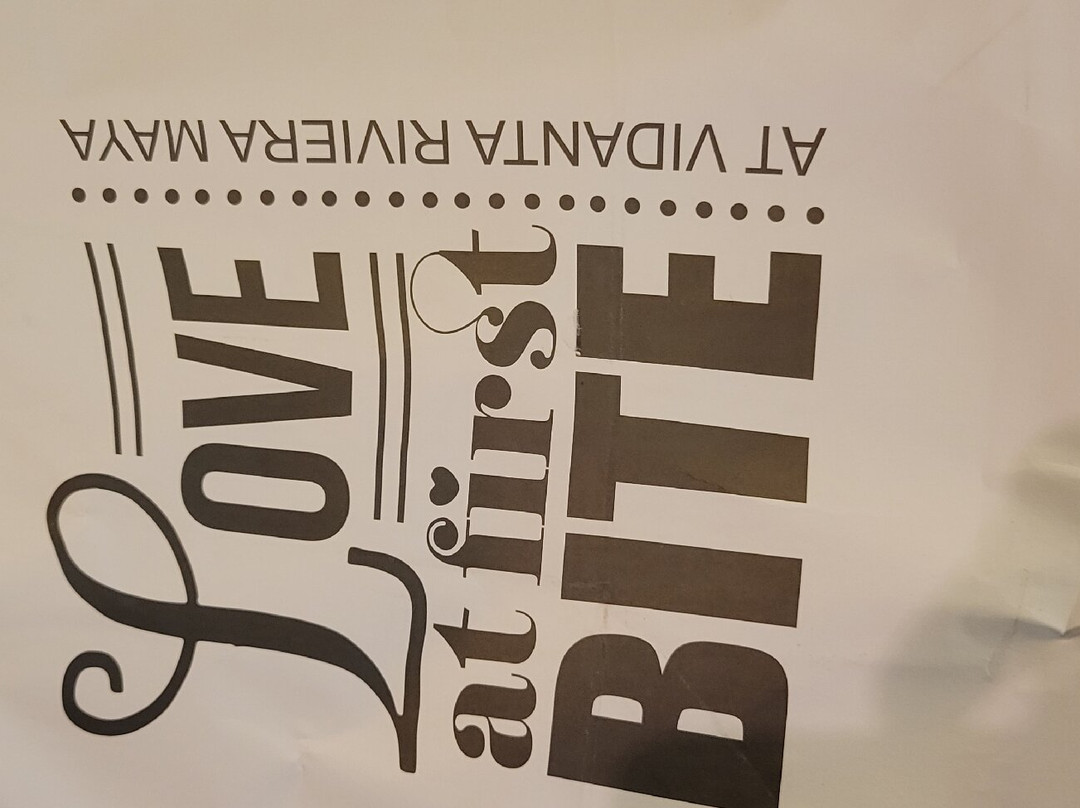 LOVE
at first
BITE
AT VIDANTA RIVIERA MAYA